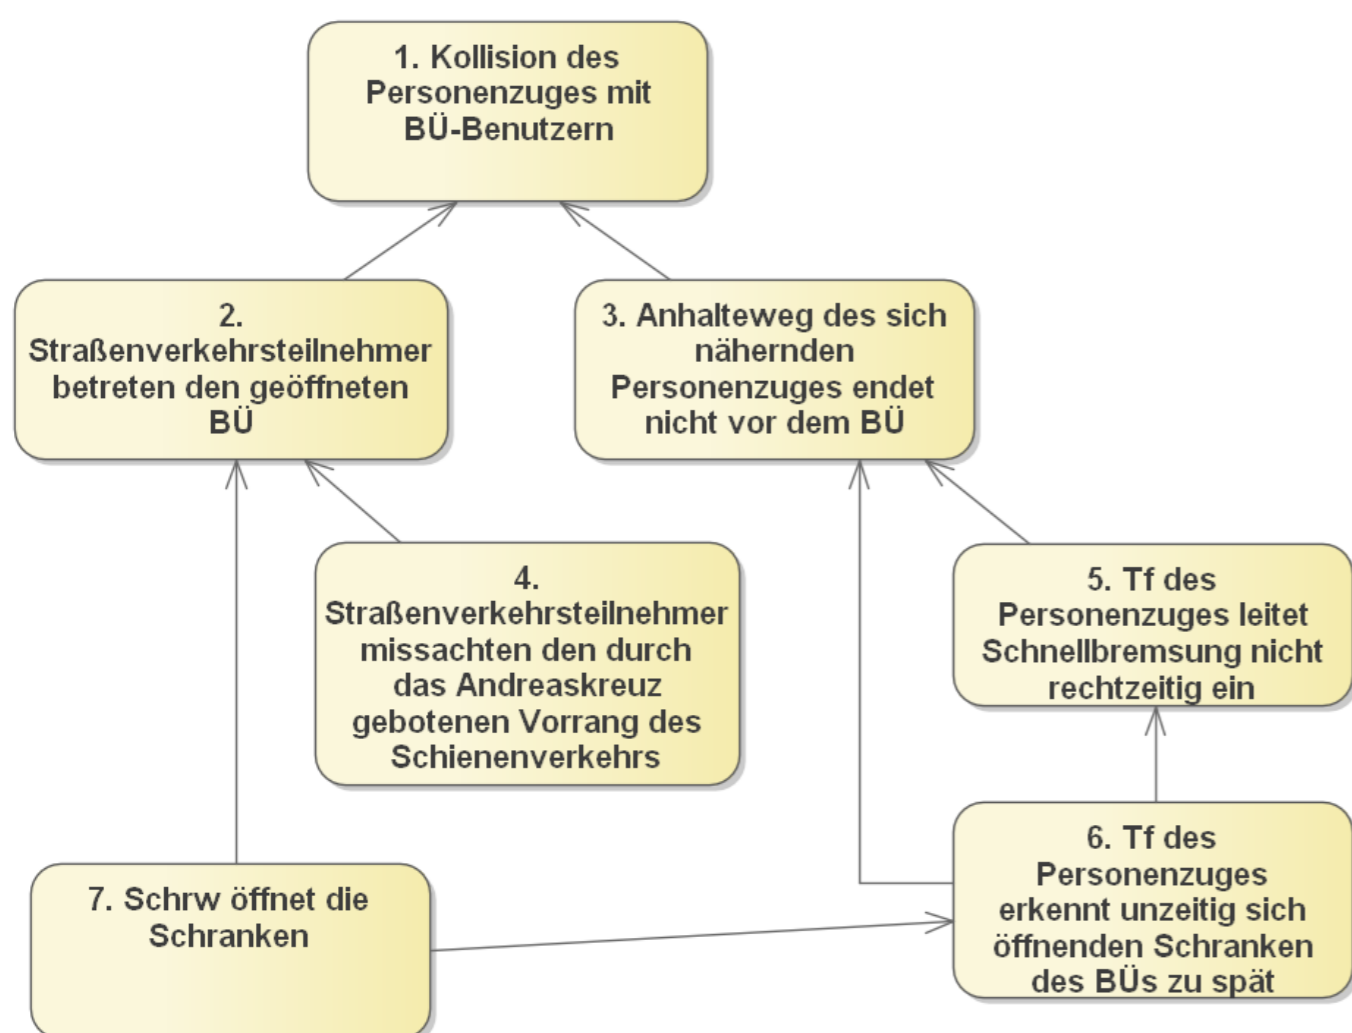 1. Kollision des
Personenzuges mit
BÜ-Benutzern
2.
Straßenverkehrsteilnehmer
betreten den geöffneten
BÜ
3. Anhalteweg des sich
nähernden
Personenzuges endet
nicht vor dem BÜ
4.
Straßenverkehrsteilnehmer
missachten den durch
das Andreaskreuz
gebotenen Vorrang des
Schienenverkehrs
5. Tf des
Personenzuges leitet
Schnellbremsung nicht
rechtzeitig ein
6. Tf des
Personenzuges
erkennt unzeitig sich
öffnenden Schranken
des BÜs zu spät
7. Schrw öffnet die
Schranken